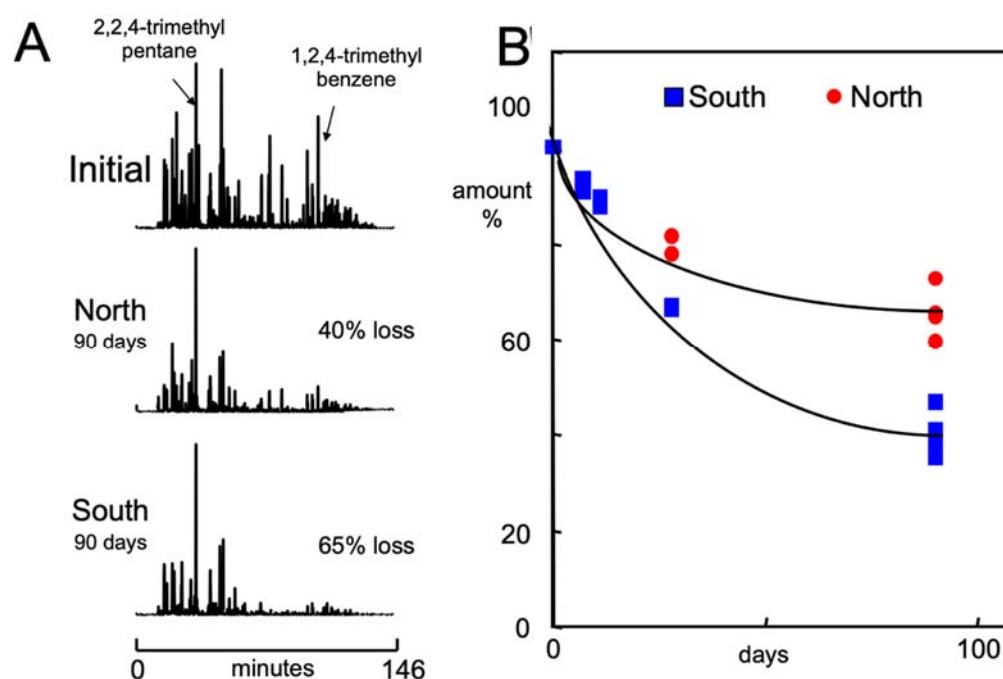 A
2,2,4-trimethyl
pentane
1,2,4-trimethyl
benzene
Initial
North
90 days
40% loss
South
90 days
65% loss
0
minutes
146
B
South
North
100
amount
%
60
20
0
0
days
100